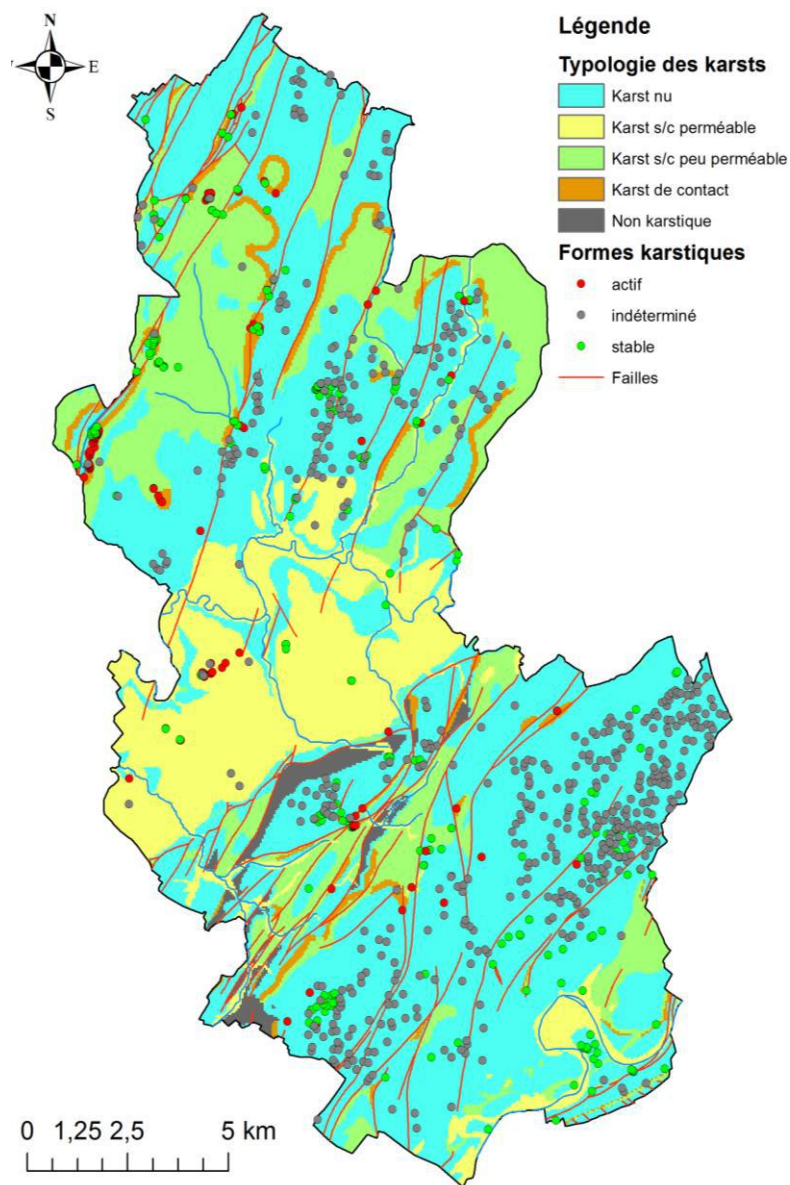 N
E
S
Légende
Typologie des karsts
Karst nu
Karst s/c perméable
Karst s/c peu perméable
Karst de contact
Non karstique
Formes karstiques
actif
indéterminé
stable
Failles
0 1,25 2,5 5 km